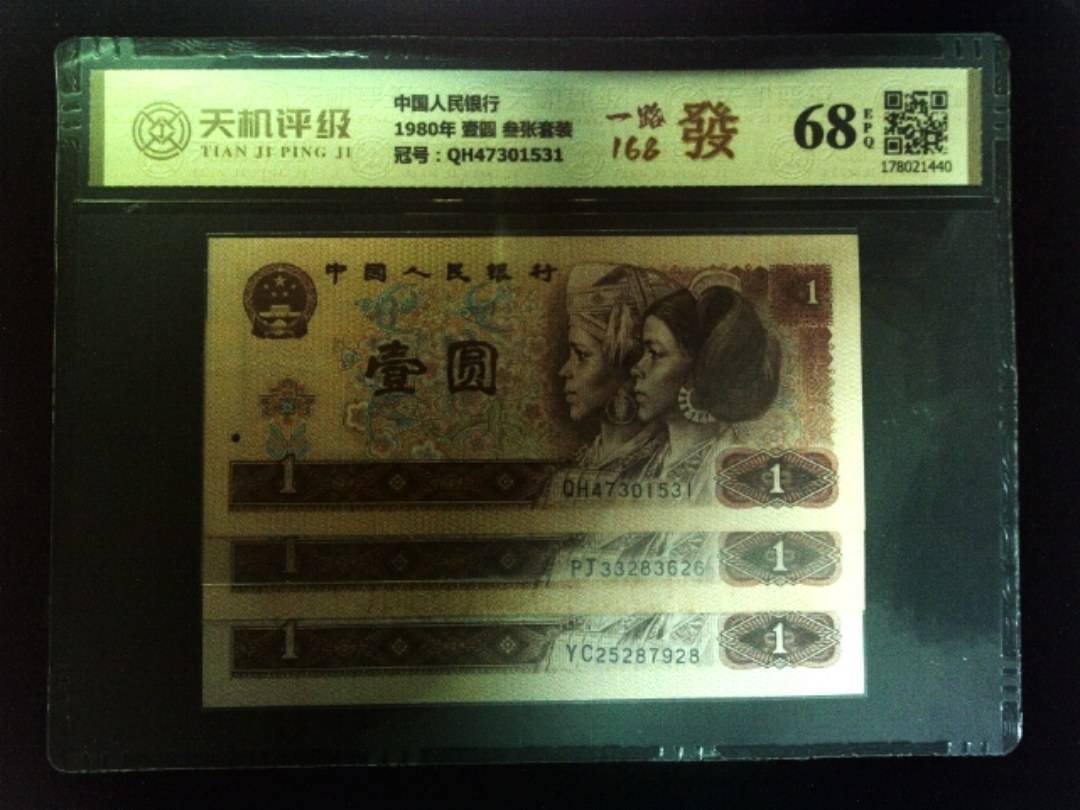 天机评级
TIAN JI PING JI
中国人民银行
1980年 壹圆 叁张套装
冠号：QH47301531
一路
168
發
68
EPQ
178021440
中国人民银行
1
壹圆
1
QH47301531
1
1
PJ33283626
1
1
YC25287928
1